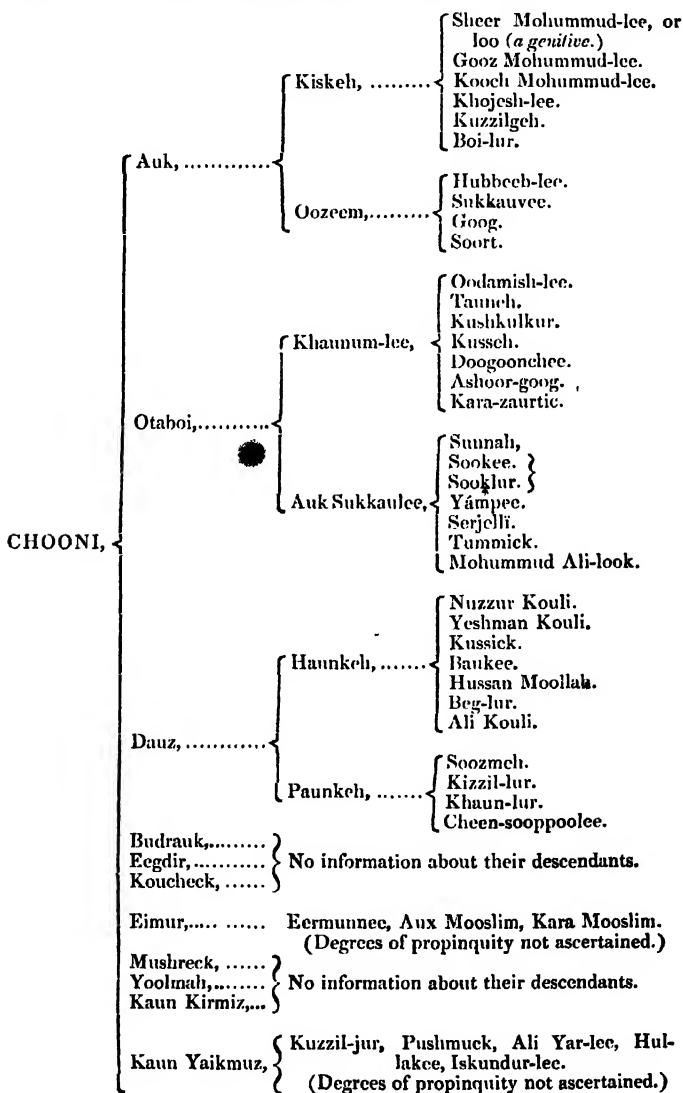 Sheer Mohummud-lee, or
loo (a genitive.)
Gooz Mohummud-lee.
Kiskeh, .........
Kooch Mohummud-lee.
Khojesh-lee.
Kuzzilgeh.
Boi-lur.
Auk, .............
Hubbeeb-lee.
Sukkauvee.
Oozeem, .........
Goog.
Soort.
Oodamish-lee.
Tauneh.
Kushkulkur.
Khaunum-lee,
Kusseh.
Doogoonchee.
Ashoor-goog.
Kara-zaurtic.
Otaboi, ...........
Sunnah,
Sookee.
Sooklur.
Auk Sukkaulee,
Yámpee.
Serjellï.
Tummick.
Mohummud Ali-look.
CHOONI,
Nuzzur Kouli.
Yeshman Kouli.
Kussick.
Haunkeh, .......
Baukee.
Hussan Moollah.
Beg-lur.
Ali Kouli.
Dauz, ............
Soozmeh.
Kizzil-lur.
Paunkeh, .......
Khaun-lur.
Cheen-sooppoolee.
Budrauk, .........
Eegdir, ........... No information about their descendants.
Koucheck, ......
Eimur, ..... ...... Eermunnee, Aux Mooslim, Kara Mooslim.
(Degrees of propinquity not ascertained.)
Mushreck, ......
Yoolmah, ......... No information about their descendants.
Kaun Kirmiz, ...
Kuzzil-jur, Pushmuck, Ali Yar-lee, Hul-
Kaun Yaikmuz, lakee, Iskundur-lee.
(Degrees of propinquity not ascertained.)